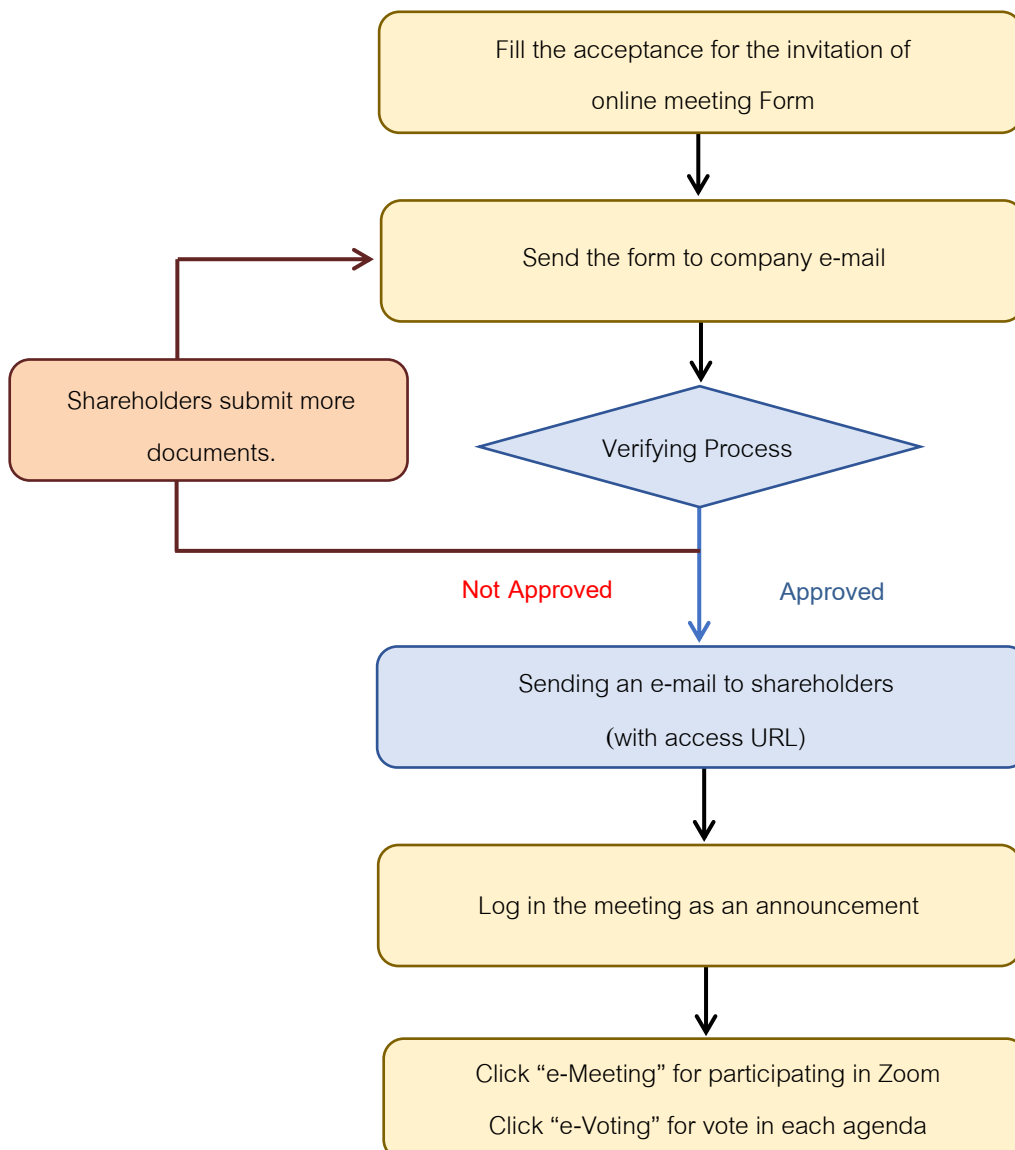 Fill the acceptance for the invitation of
online meeting Form
Send the form to company e-mail
Shareholders submit more
documents.
Verifying Process
Not Approved
Approved
Sending an e-mail to shareholders
(with access URL)
Log in the meeting as an announcement
Click “e-Meeting” for participating in Zoom
Click “e-Voting” for vote in each agenda